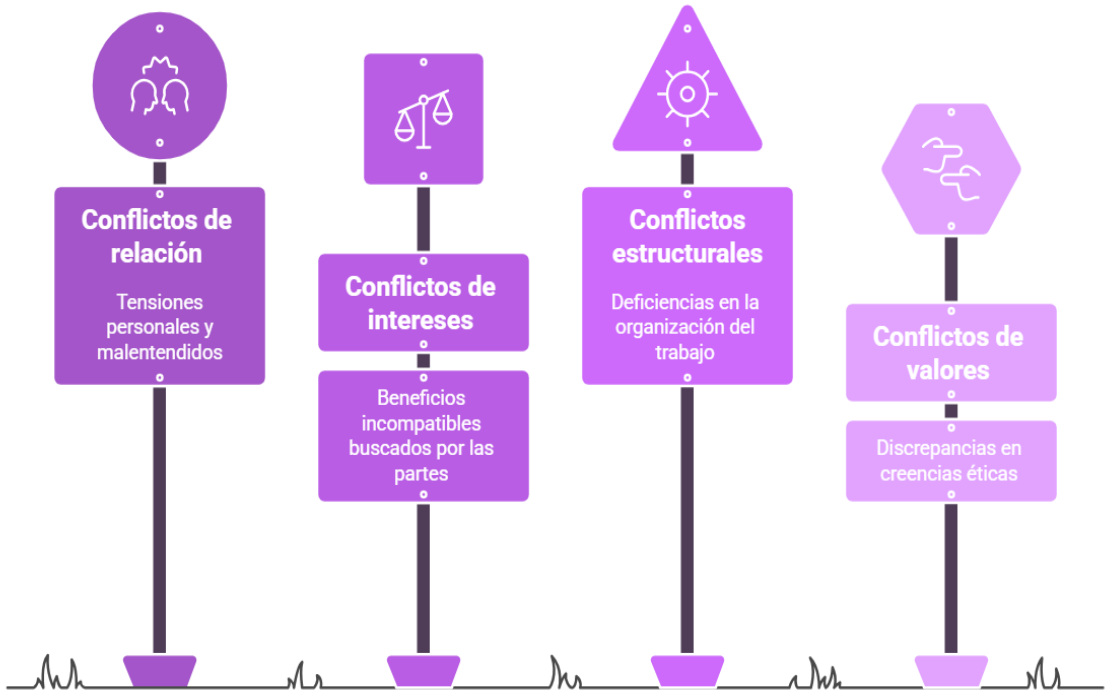 Conflictos de
relación
Tensiones
personales y
malentendidos
Conflictos de
intereses
Beneficios
incompatibles
buscados por las
partes
Conflictos
estructurales
Deficiencias en la
organización del
trabajo
Conflictos de
valores
Discrepancias en
creencias éticas